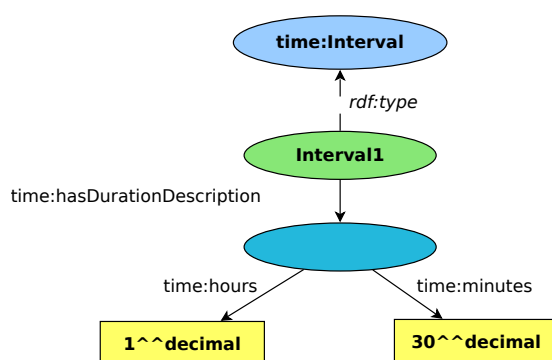 time:Interval
rdf:type
Interval1
time:hasDurationDescription
time:hours
time:minutes
1^^decimal
30^^decimal